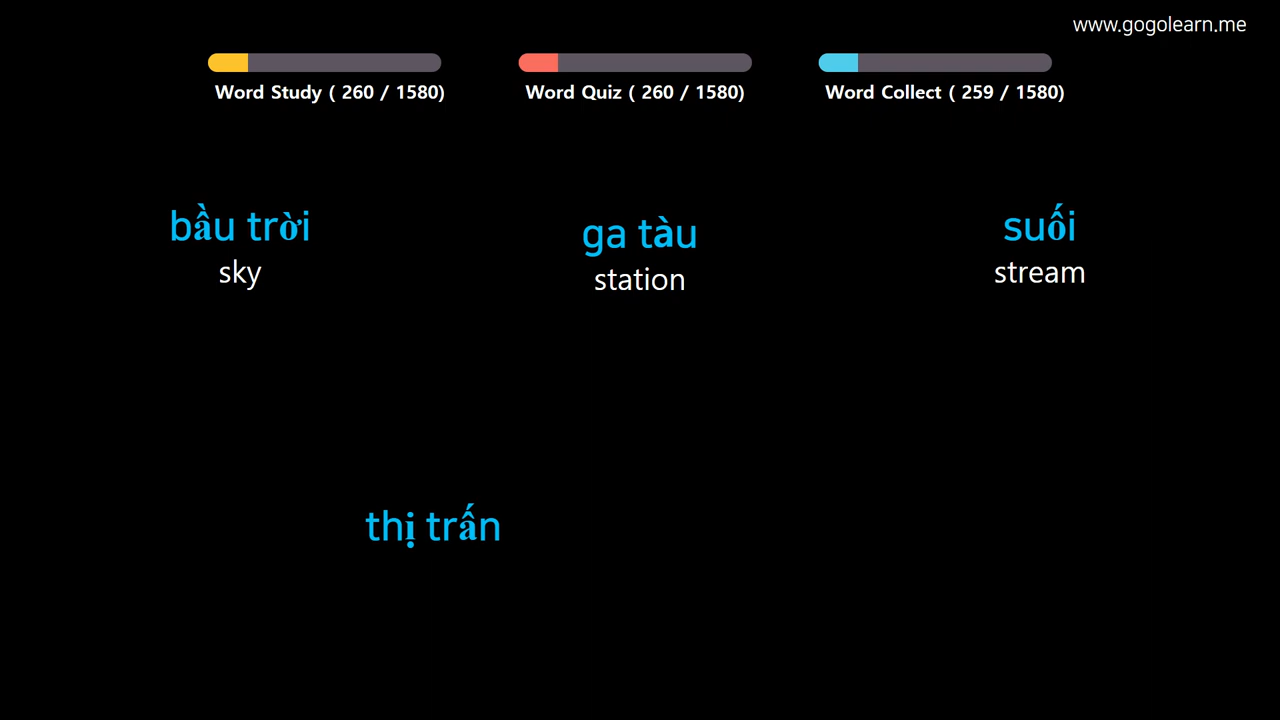 www.gogolearn.me
Word Study ( 260 / 1580)
Word Quiz ( 260 / 1580)
Word Collect ( 259 / 1580)
bầu trời
sky
ga tàu
station
suối
stream
thị trấn